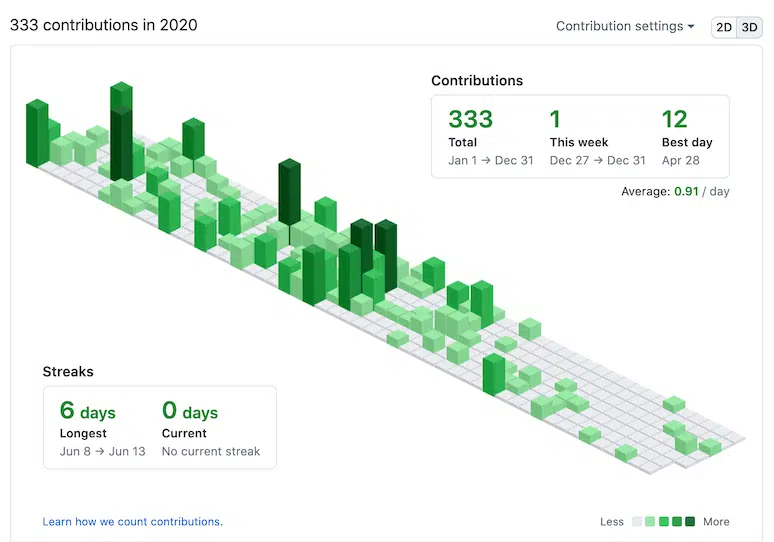 333 contributions in 2020
Contribution settings
2D 3D
Contributions
333 1 12
Total This week Best day
Jan 1 → Dec 31 Dec 27 → Dec 31 Apr 28
Average: 0.91 / day
Streaks
6 days 0 days
Longest Current
Jun 8 → Jun 13 No current streak
Learn how we count contributions.
Less More